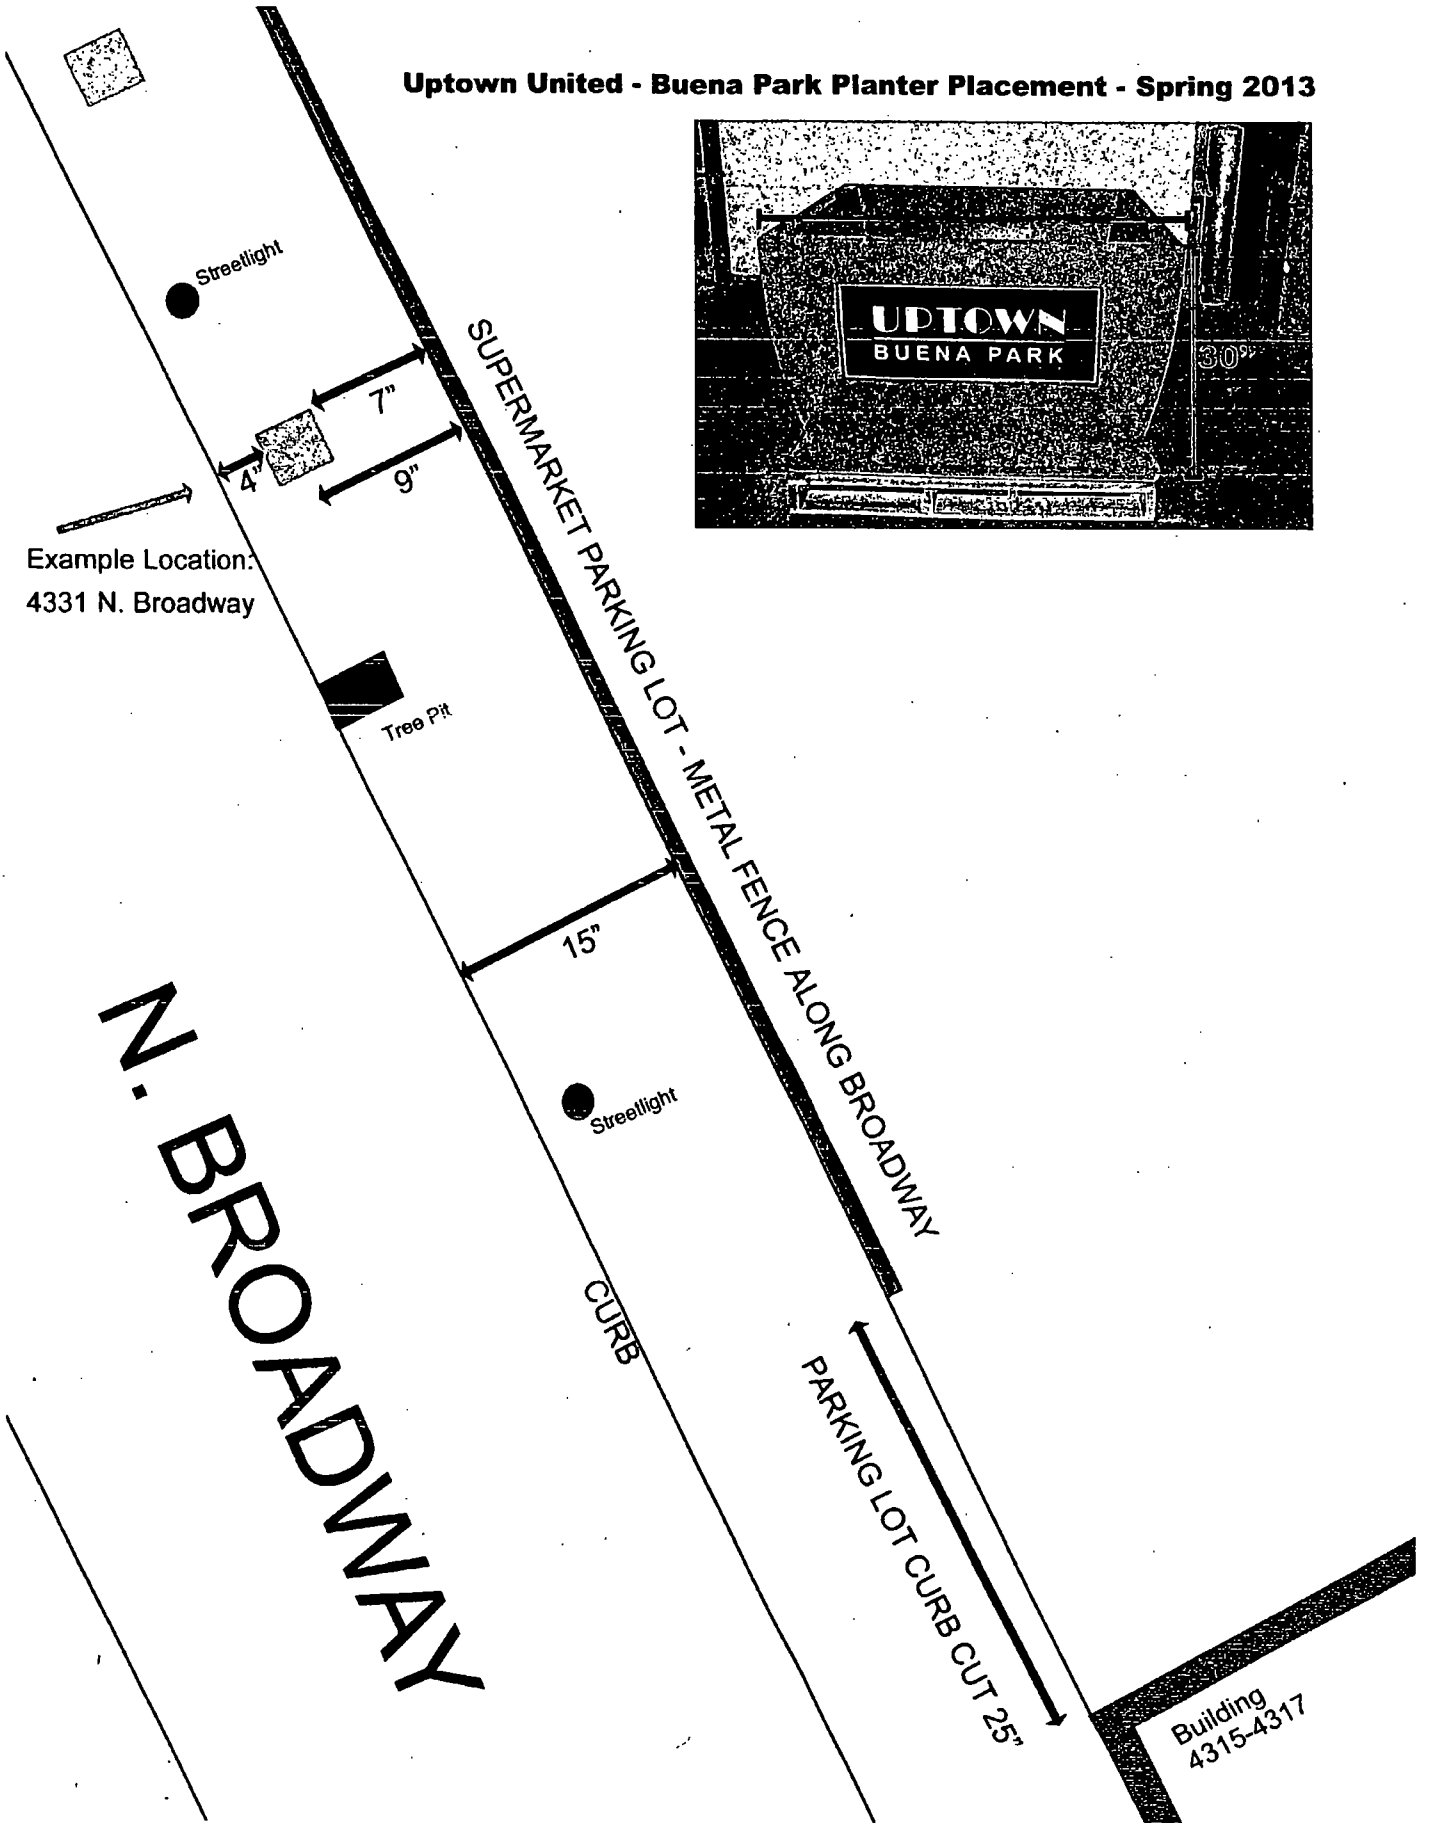 Uptown United - Buena Park Planter Placement - Spring 2013
UPTOWN
BUENA PARK
30”
Streetlight
SUPERMARKET PARKING LOT - METAL FENCE ALONG BROADWAY
7”
4”
9”
Example Location:
4331 N. Broadway
Tree Pit
15”
N. BROADWAY
Streetlight
CURB
PARKING LOT CURB CUT 25”
Building
4315-4317